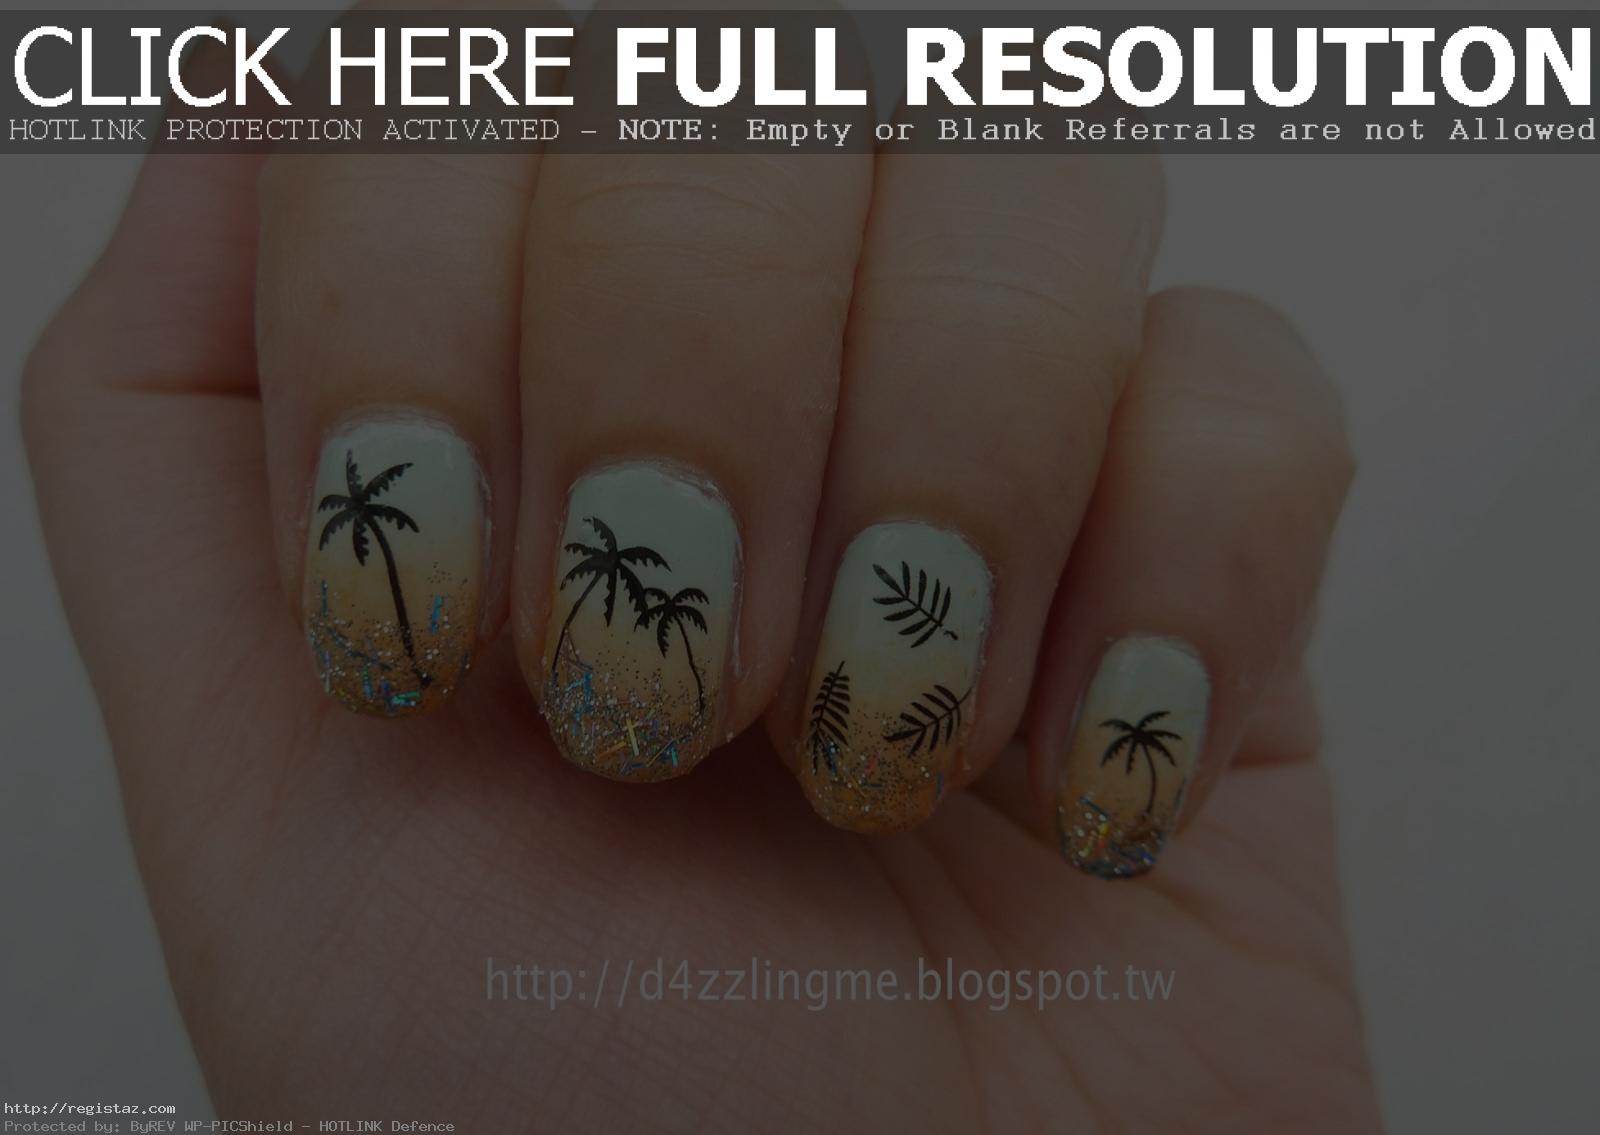 CLICK HERE FULL RESOLUTION
HOTLINK PROTECTION ACTIVATED - NOTE: Empty or Blank Referrals are not Allowed
http://d4zzlingme.blogspot.tw
http://registaz.com
Protected by: ByREV WP-PICShield - HOTLINK Defence